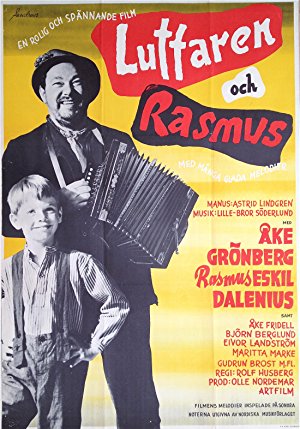 EN ROLIG OCH SPÄNNANDE FILM
Luffaren
och
Rasmus
MED MÅNGA GLADA MELODIER
MANUS: ASTRID LINDGREN
MUSIK: LILLE-BROR SÖDERLUND
MED
ÅKE
GRÖNBERG
Rasmus ESKIL
DALENIUS
SAMT
ÅKE FRIDELL
BJÖRN BERGLUND
EIVOR LANDSTRÖM
MARITTA MARKE
GUDRUN BROST M.FL.
REGI: ROLF HUSBERG
PROD: OLLE NORDEMAR
ARTFILM
FILMENS MELODIER INSPELADE PÅ SONORA
NOTERNA UTGIVNA AV NORDISKA MUSIKFÖRLAGET